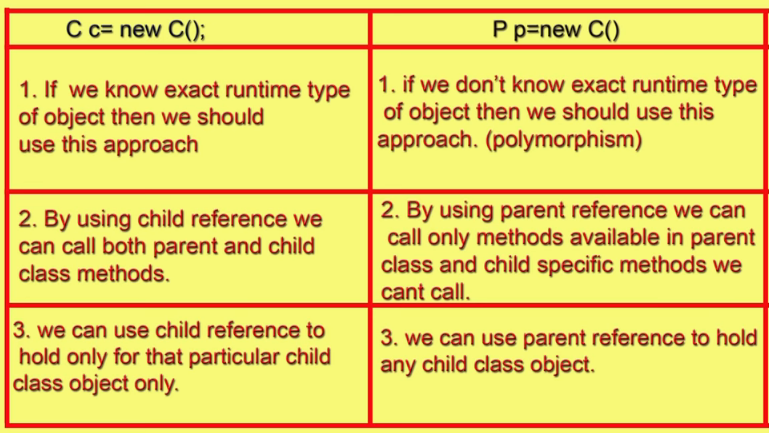 C c= new C();
P p=new C()
1. If we know exact runtime type
of object then we should
use this approach
1. if we don't know exact runtime type
of object then we should use this
approach. (polymorphism)
2. By using child reference we
can call both parent and child
class methods.
2. By using parent reference we can
call only methods available in parent
class and child specific methods we
cant call.
3. we can use child reference to
hold only for that particular child
class object only.
3. we can use parent reference to hold
any child class object.